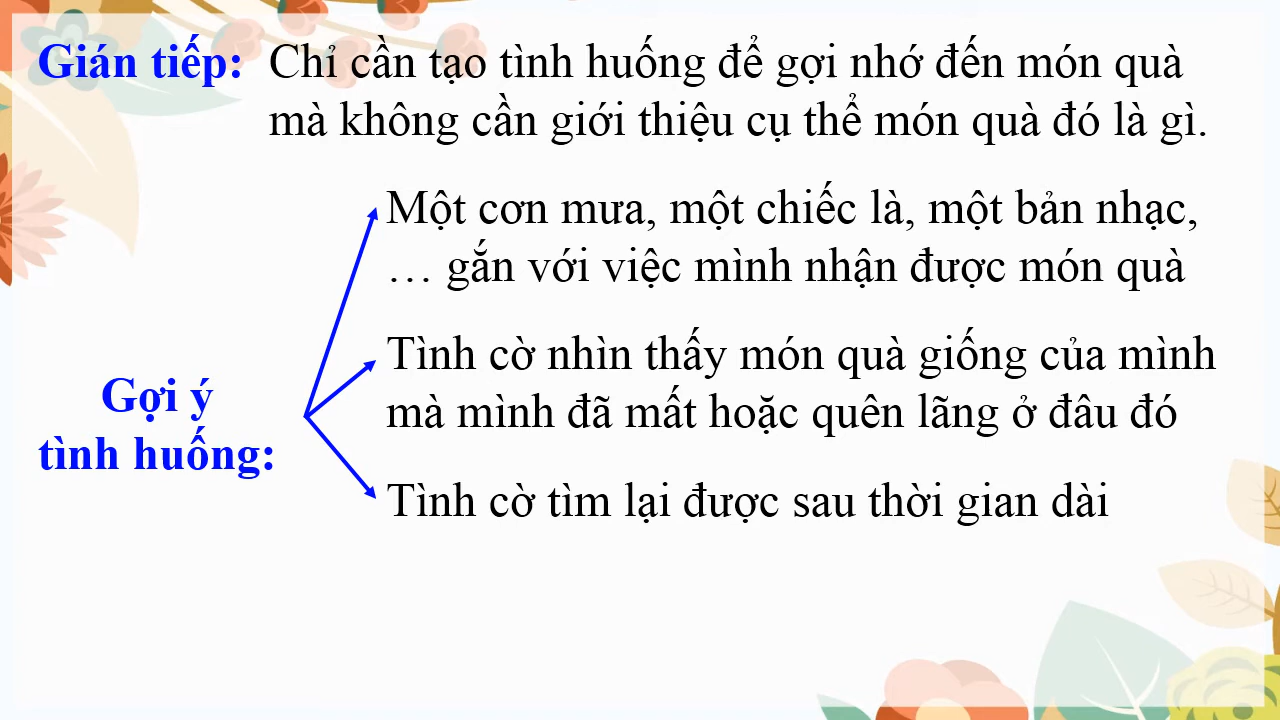 Gián tiếp: Chỉ cần tạo tình huống để gợi nhớ đến món quà
mà không cần giới thiệu cụ thể món quà đó là gì.
Một cơn mưa, một chiếc là, một bản nhạc,
… gắn với việc mình nhận được món quà
Tình cờ nhìn thấy món quà giống của mình
mà mình đã mất hoặc quên lãng ở đâu đó
Gợi ý
tình huống:
Tình cờ tìm lại được sau thời gian dài